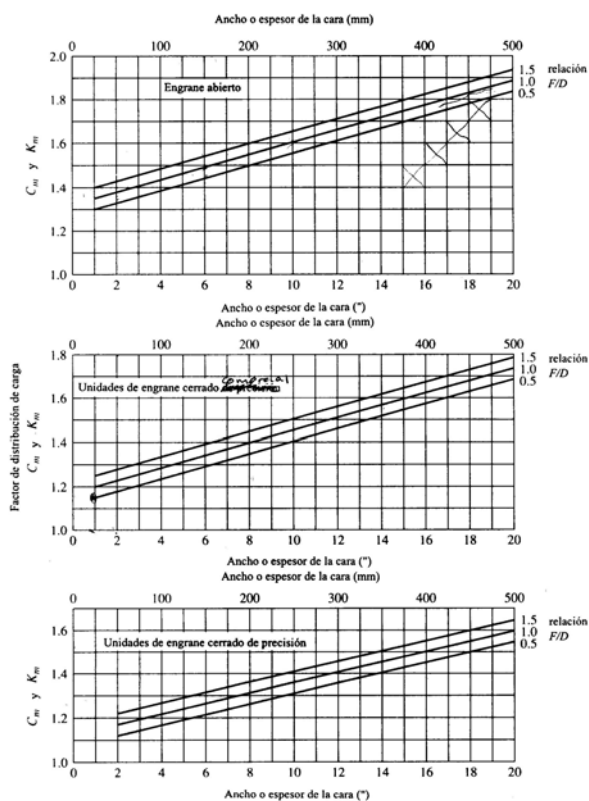 Ancho o espesor de la cara (mm)
0 100 200 300 400 500
2.0
1.8
1.6
1.4
1.2
1.0
Engrane abierto
1.5 relación
1.0 F/D
0.5
C_m y K_m
0 2 4 6 8 10 12 14 16 18 20
Ancho o espesor de la cara (")
Ancho o espesor de la cara (mm)
0 100 200 300 400 500
1.8
1.6
1.4
1.2
1.0
Unidades de engrane cerrado
comercial
1.5 relación
1.0 F/D
0.5
Factor de distribución de carga
C_m y K_m
0 2 4 6 8 10 12 14 16 18 20
Ancho o espesor de la cara (")
Ancho o espesor de la cara (mm)
0 100 200 300 400 500
1.6
1.4
1.2
1.0
Unidades de engrane cerrado de precisión
1.5 relación
1.0 F/D
0.5
C_m y K_m
0 2 4 6 8 10 12 14 16 18 20
Ancho o espesor de la cara (")